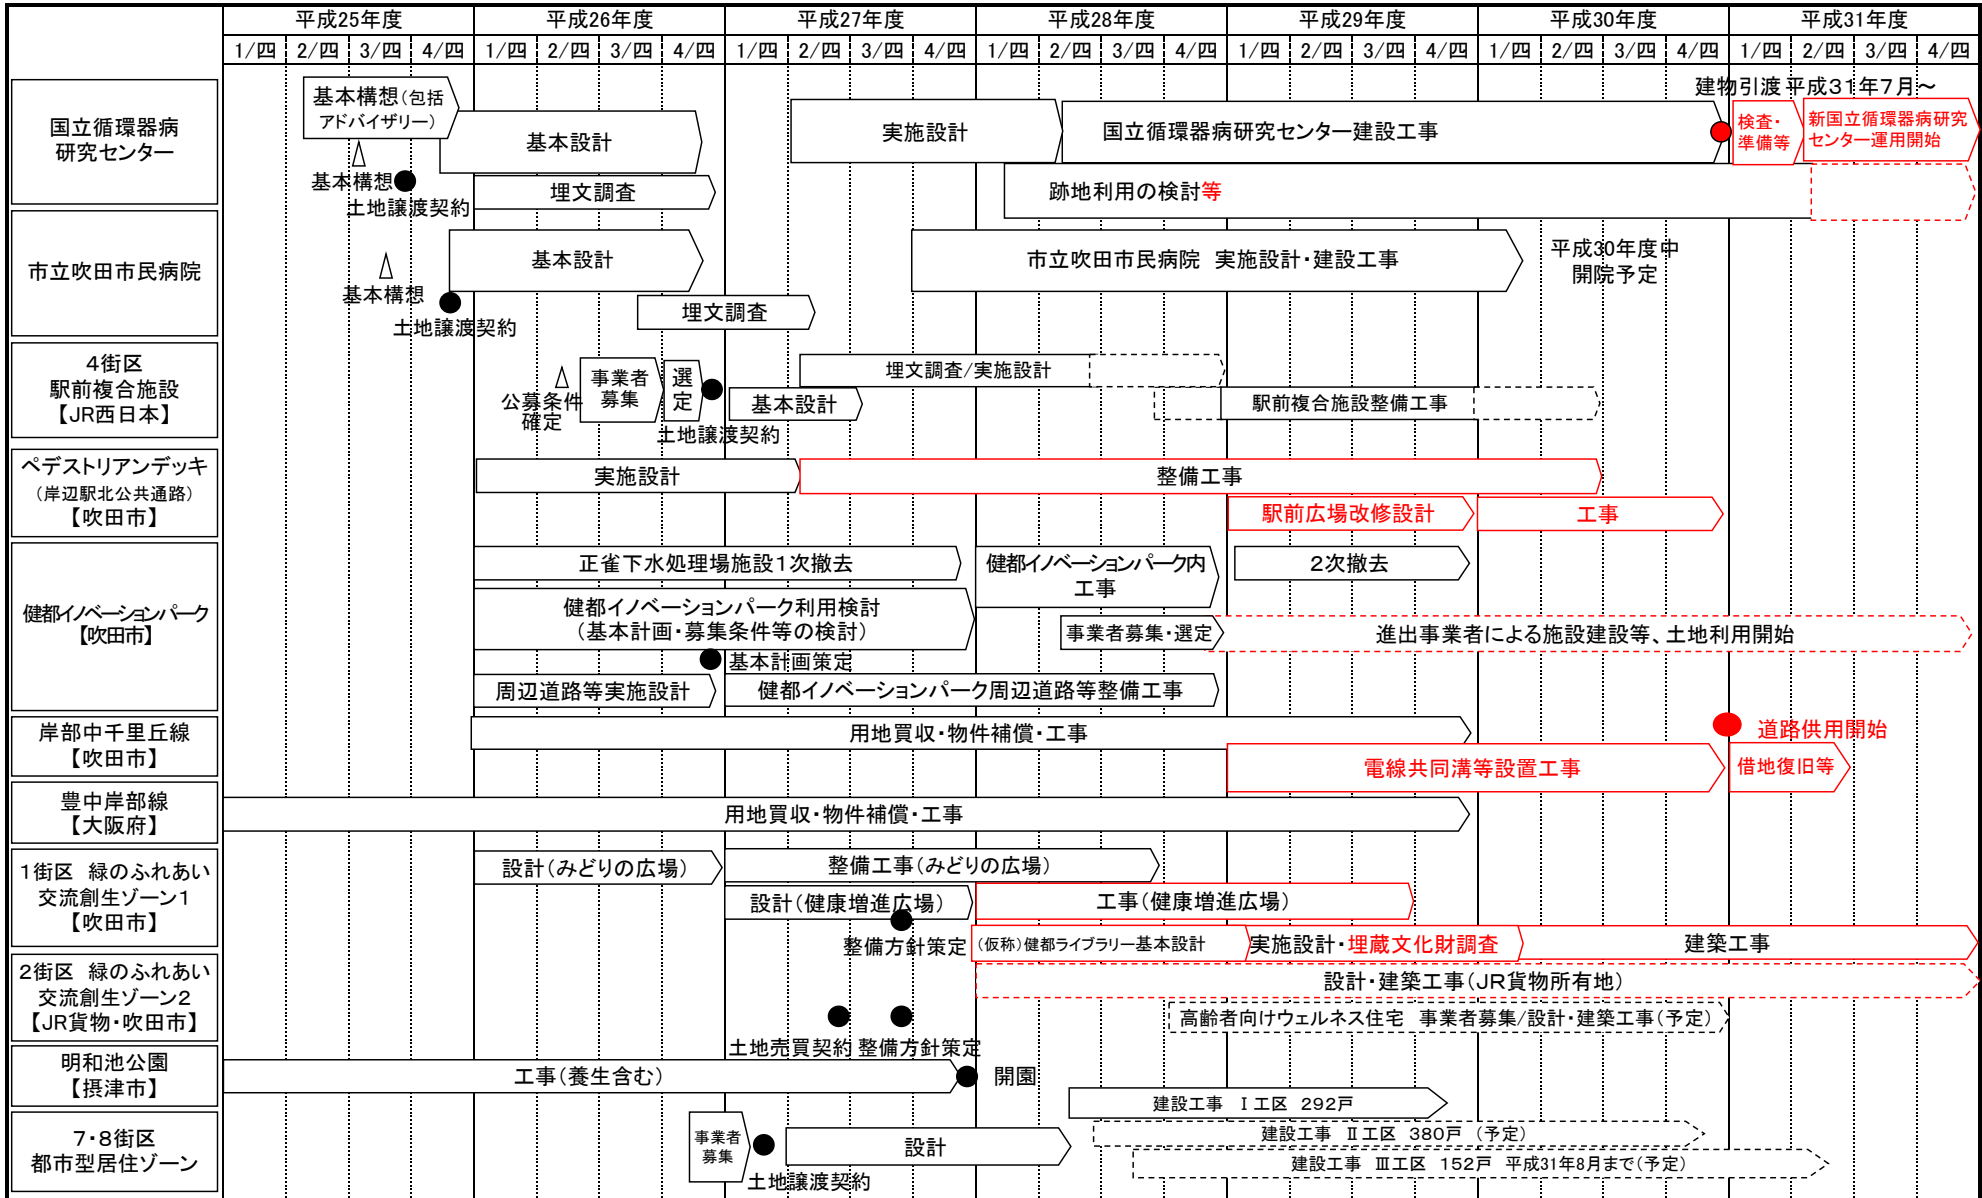 平成25年度 平成26年度 平成27年度 平成28年度 平成29年度 平成30年度 平成31年度
1/四 2/四 3/四 4/四 1/四 2/四 3/四 4/四 1/四 2/四 3/四 4/四 1/四 2/四 3/四 4/四 1/四 2/四 3/四 4/四 1/四 2/四 3/四 4/四 1/四 2/四 3/四 4/四
国立循環器病
研究センター
基本構想(包括
アドバイザリー)
基本構想
土地譲渡契約
基本設計
埋文調査
実施設計
国立循環器病研究センター建設工事
跡地利用の検討等
建物引渡 平成31年7月～
検査・
準備等
新国立循環器病研究
センター運用開始
市立吹田市民病院
基本構想
土地譲渡契約
基本設計
埋文調査
市立吹田市民病院 実施設計・建設工事
平成30年度中
開院予定
4街区
駅前複合施設
【JR西日本】
公募条件
確定
事業者
募集
選
定
土地譲渡契約
基本設計
埋文調査/実施設計
駅前複合施設整備工事
ペデストリアンデッキ
(岸辺駅北公共通路)
【吹田市】
実施設計
整備工事
駅前広場改修設計
工事
健都イノベーションパーク
【吹田市】
正雀下水処理場施設1次撤去
健都イノベーションパーク内
工事
2次撤去
健都イノベーションパーク利用検討
(基本計画・募集条件等の検討)
事業者募集・選定
進出事業者による施設建設等、土地利用開始
基本計画策定
周辺道路等実施設計
健都イノベーションパーク周辺道路等整備工事
岸部中千里丘線
【吹田市】
用地買収・物件補償・工事
道路供用開始
電線共同溝等設置工事
借地復旧等
豊中岸部線
【大阪府】
用地買収・物件補償・工事
1街区 緑のふれあい
交流創生ゾーン1
【吹田市】
設計(みどりの広場)
整備工事(みどりの広場)
設計(健康増進広場)
工事(健康増進広場)
整備方針策定
(仮称)健都ライブラリー基本設計
実施設計・埋蔵文化財調査
建築工事
2街区 緑のふれあい
交流創生ゾーン2
【JR貨物・吹田市】
設計・建築工事(JR貨物所有地)
高齢者向けウェルネス住宅 事業者募集/設計・建築工事(予定)
土地売買契約
整備方針策定
明和池公園
【摂津市】
工事(養生含む)
開園
7・8街区
都市型居住ゾーン
事業者
募集
土地譲渡契約
設計
建設工事 Ⅰ工区 292戸
建設工事 Ⅱ工区 380戸 (予定)
建設工事 Ⅲ工区 152戸 平成31年8月まで(予定)